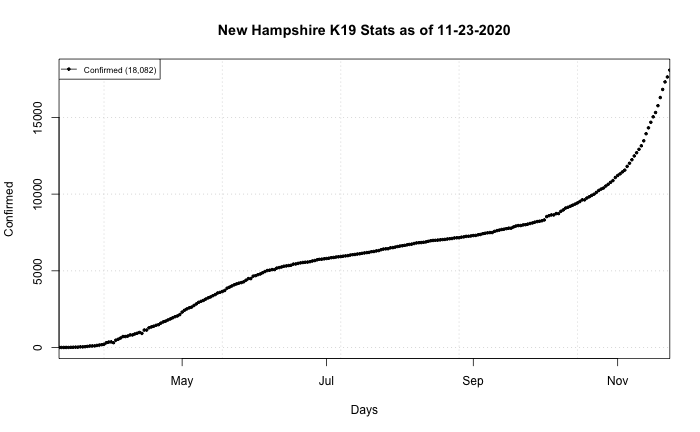 New Hampshire K19 Stats as of 11-23-2020
Confirmed (18,082)
Confirmed
15000
10000
5000
0
May
Jul
Sep
Nov
Days